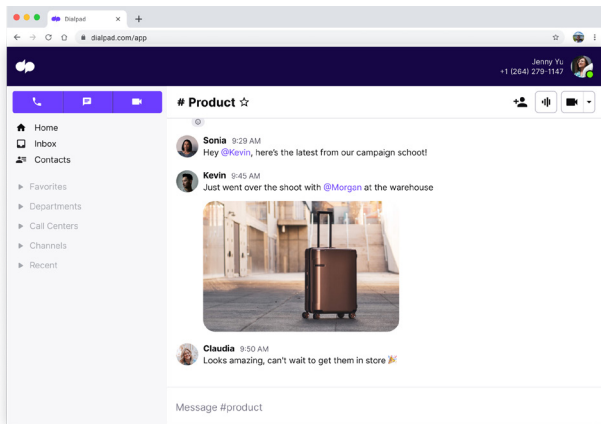 Dialpad
dialpad.com/app
dp
Jenny Yu
+1 (264) 279-1147
# Product
Home
Inbox
Contacts
Favorites
Departments
Call Centers
Channels
Recent
Sonia 9:29 AM
Hey @Kevin, here's the latest from our campaign schoot!
Kevin 9:45 AM
Just went over the shoot with @Morgan at the warehouse
Claudia 9:50 AM
Looks amazing, can't wait to get them in store 🎉
Message #product